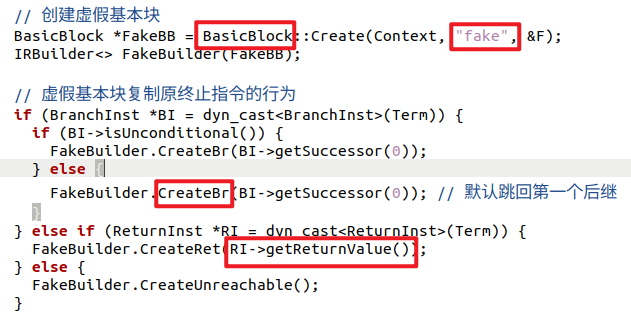 // 创建虚假基本块
BasicBlock *FakeBB = BasicBlock::Create(Context, "fake", &F);
IRBuilder<> FakeBuilder(FakeBB);
// 虚假基本块复制原终止指令的行为
if (BranchInst *BI = dyn_cast<BranchInst>(Term)) {
if (BI->isUnconditional()) {
FakeBuilder.CreateBr(BI->getSuccessor(0));
} else {
FakeBuilder.CreateBr(BI->getSuccessor(0)); // 默认跳回第一个后继
}
} else if (ReturnInst *RI = dyn_cast<ReturnInst>(Term)) {
FakeBuilder.CreateRet(RI->getReturnValue());
} else {
FakeBuilder.CreateUnreachable();
}